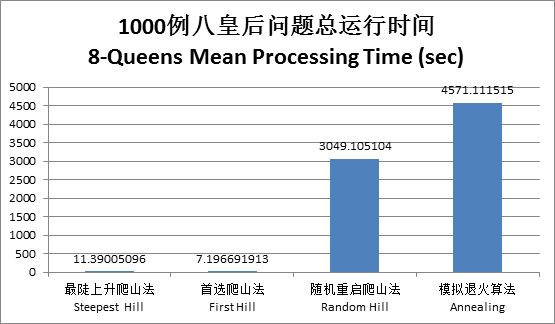 1000例八皇后问题总运行时间
8-Queens Mean Processing Time (sec)
5000
4500
4000
3500
3000
2500
2000
1500
1000
500
0
11.39005096
7.196691913
3049.105104
4571.111515
最陡上升爬山法
Steepest Hill
首选爬山法
First Hill
随机重启爬山法
Random Hill
模拟退火算法
Annealing